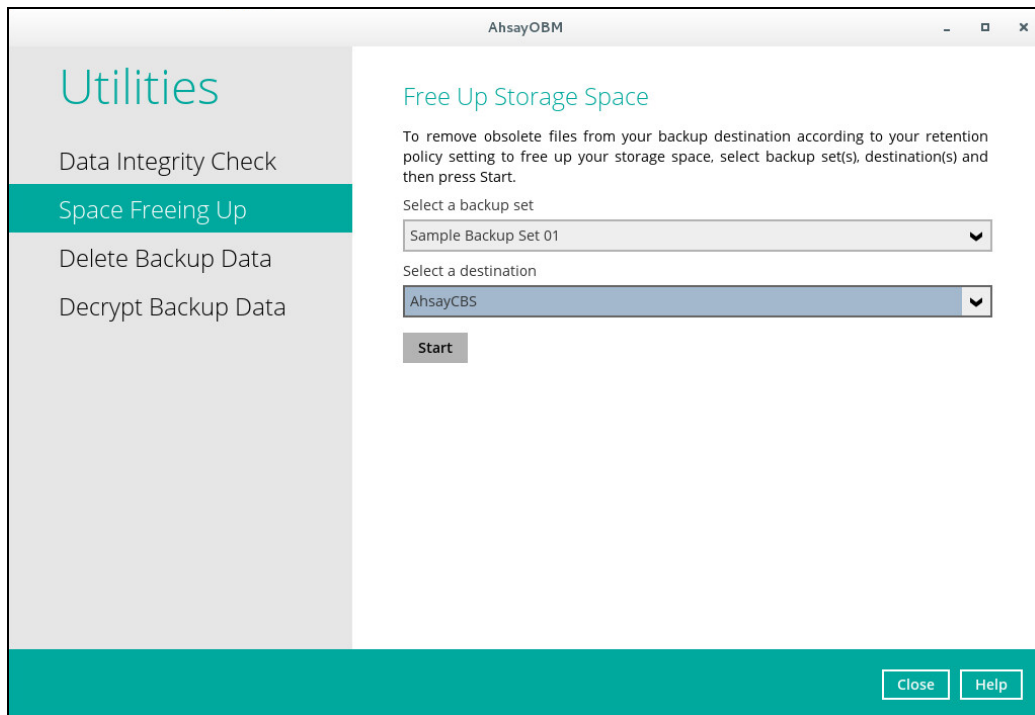 AhsayOBM
Utilities
Data Integrity Check
Space Freeing Up
Delete Backup Data
Decrypt Backup Data
Free Up Storage Space
To remove obsolete files from your backup destination according to your retention
policy setting to free up your storage space, select backup set(s), destination(s) and
then press Start.
Select a backup set
Sample Backup Set 01
Select a destination
AhsayCBS
Start
Close Help